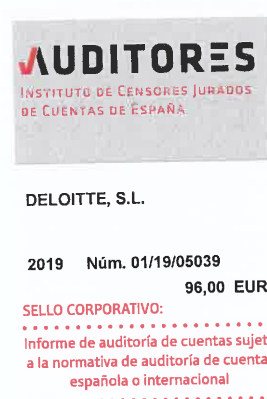 AUDITORES
INSTITUTO DE CENSORES JURADOS
DE CUENTAS DE ESPAÑA
DELOITTE, S.L.
2019 Núm. 01/19/05039
96,00 EUR
SELLO CORPORATIVO:
Informe de auditoría de cuentas sujet
a la normativa de auditoría de cuenta
española o internacional